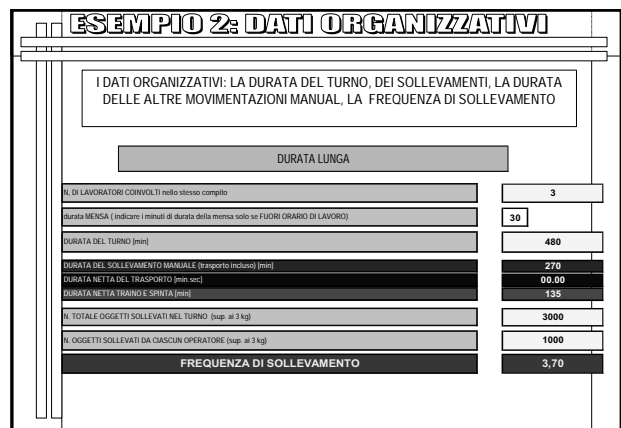 ESEMPIO 2: DATI ORGANIZZATIVI
I DATI ORGANIZZATIVI: LA DURATA DEL TURNO, DEI SOLLEVAMENTI, LA DURATA
DELLE ALTRE MOVIMENTAZIONI MANUAL, LA FREQUENZA DI SOLLEVAMENTO
DURATA LUNGA
N, DI LAVORATORI COINVOLTI nello stesso compito 3
durata MENSA ( indicare i minuti di durata della mensa solo se FUORI ORARIO DI LAVORO) 30
DURATA DEL TURNO [min] 480
DURATA DEL SOLLEVAMENTO MANUALE (trasporto incluso) [min] 270
DURATA NETTA DEL TRASPORTO [min.sec] 00.00
DURATA NETTA TRAINO E SPINTA [min] 135
N. TOTALE OGGETTI SOLLEVATI NEL TURNO (sup. ai 3 kg) 3000
N. OGGETTI SOLLEVATI DA CIASCUN OPERATORE (sup. ai 3 kg) 1000
FREQUENZA DI SOLLEVAMENTO 3,70